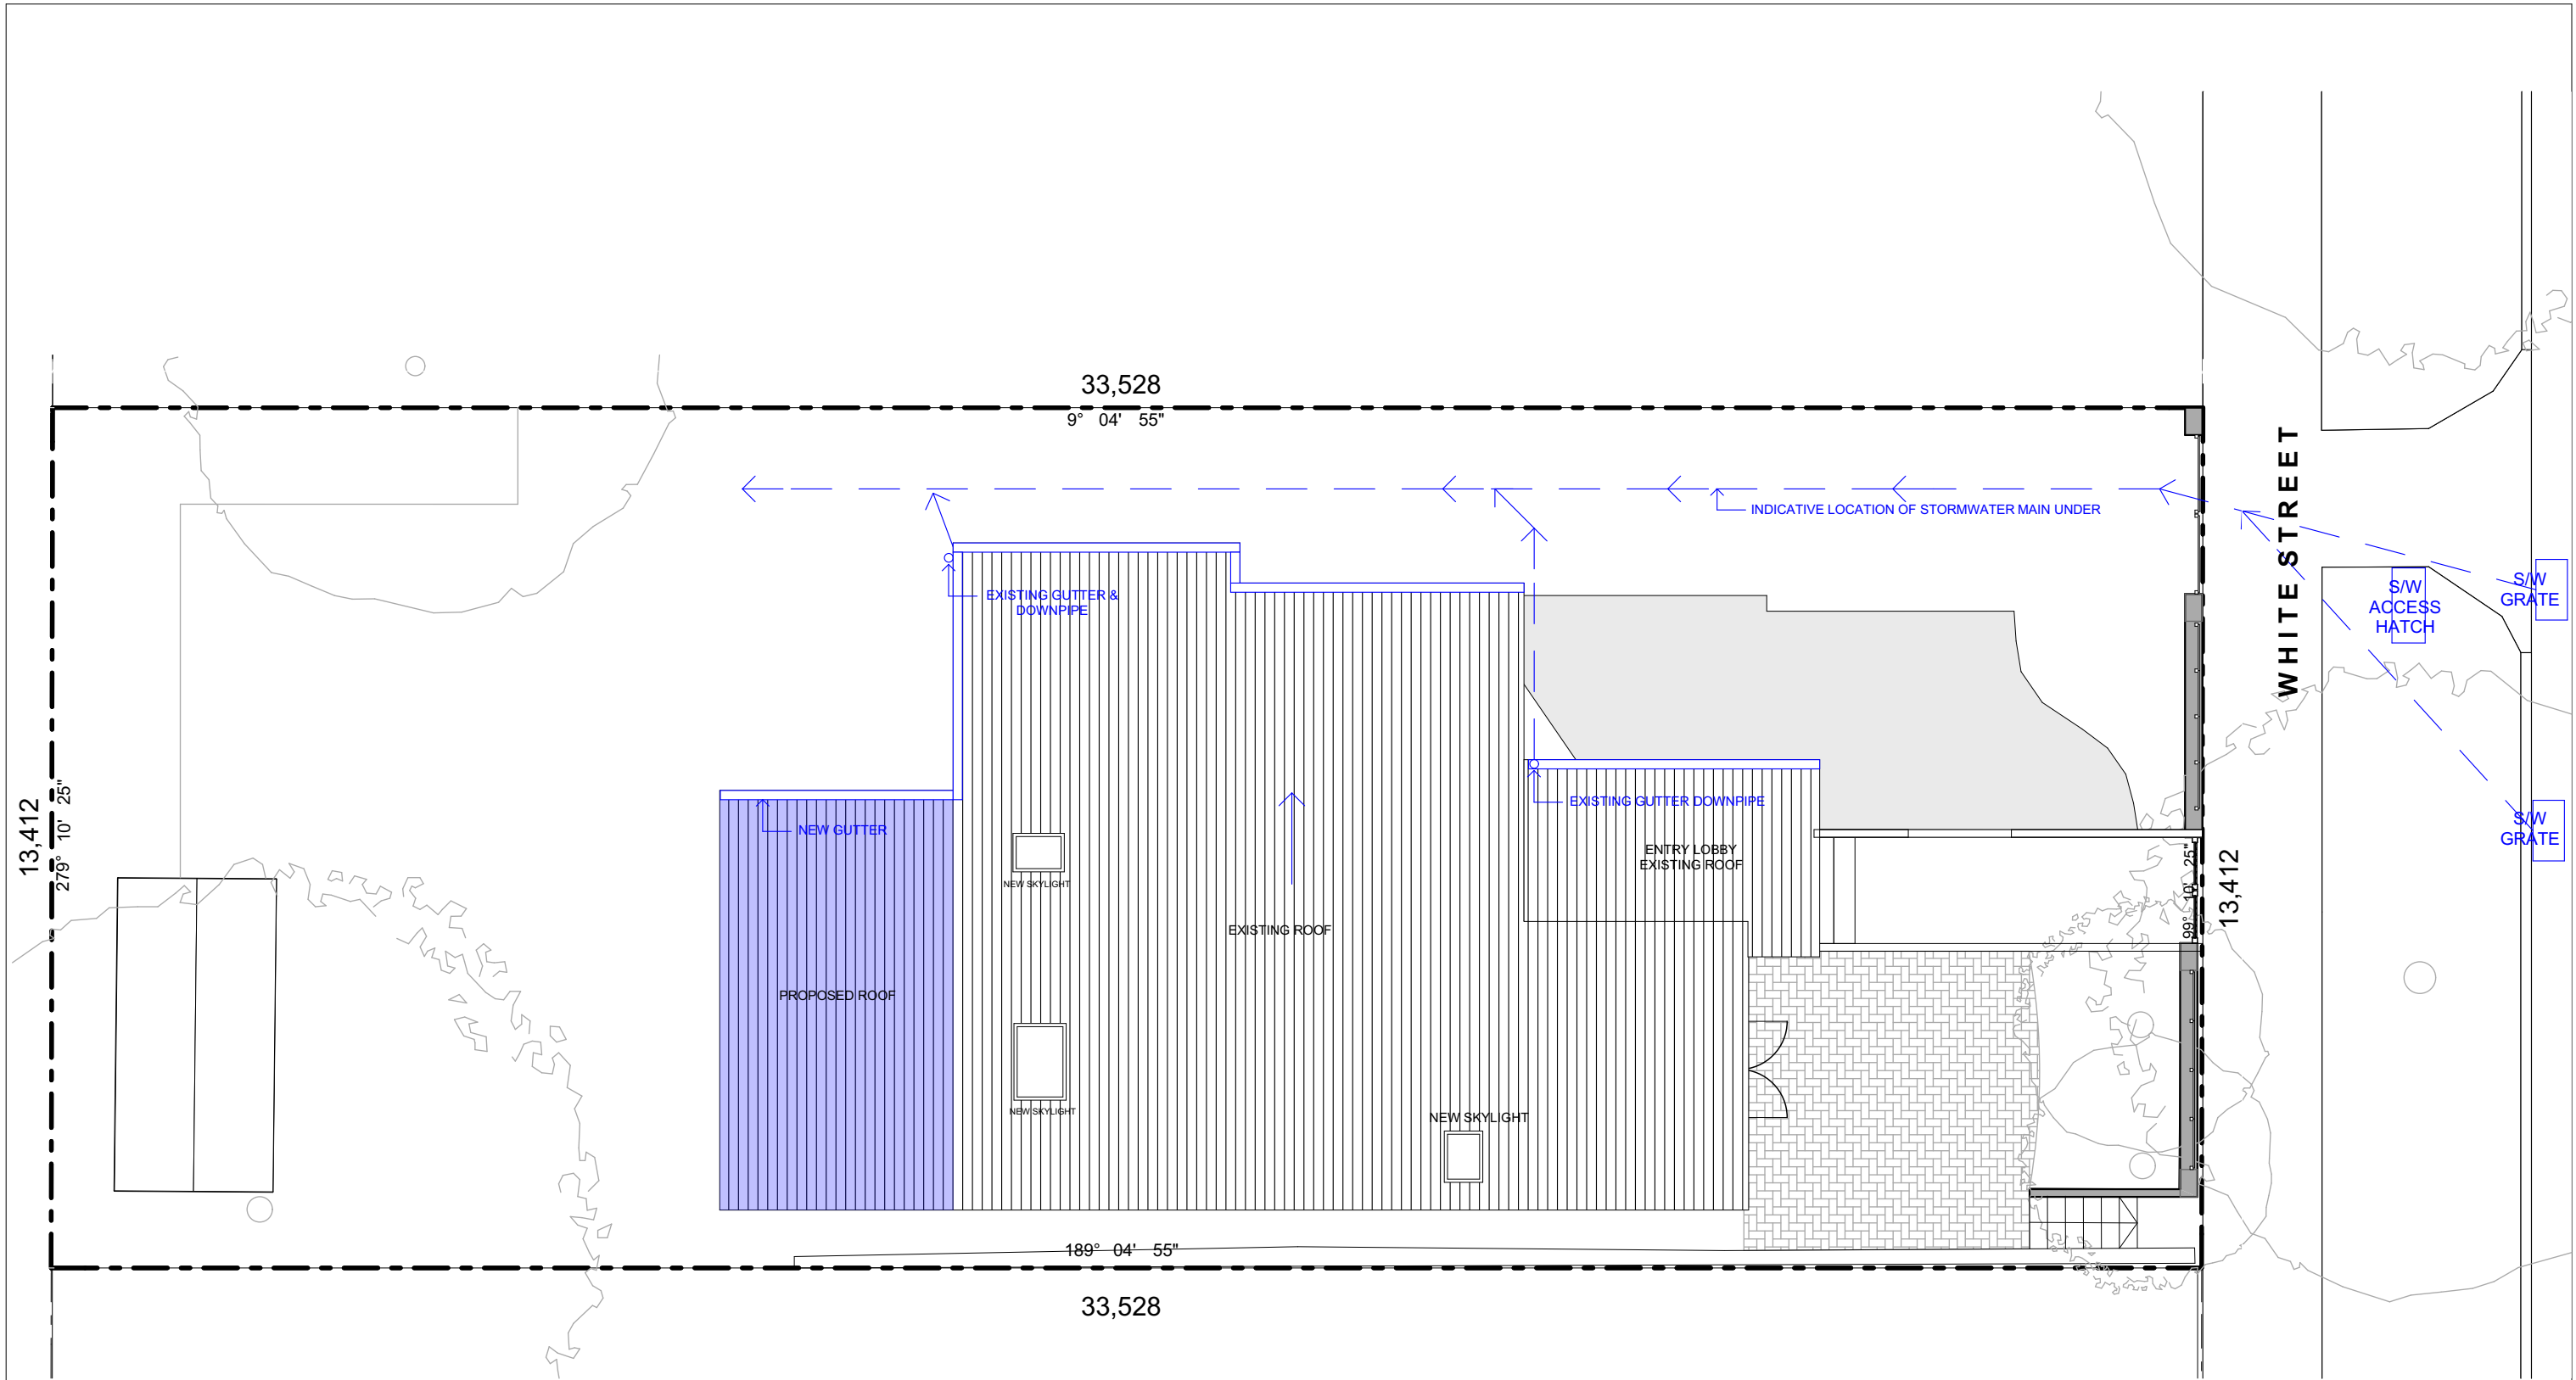 33,528
9° 04' 55"
WHITE STREET
INDICATIVE LOCATION OF STORMWATER MAIN UNDER
S/W
GRATE
S/W
ACCESS
HATCH
EXISTING GUTTER &
DOWNPIPE
13,412
279° 10' 25"
NEW GUTTER
EXISTING GUTTER DOWNPIPE
S/W
GRATE
ENTRY LOBBY
EXISTING ROOF
NEW SKYLIGHT
99° 10' 25"
13,412
EXISTING ROOF
PROPOSED ROOF
NEW SKYLIGHT
NEW SKYLIGHT
189° 04' 55"
33,528